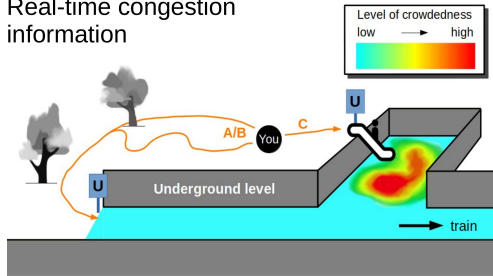 Real-time congestion
information
Level of crowdedness
low high
U
A/B
You
C
U
Underground level
train